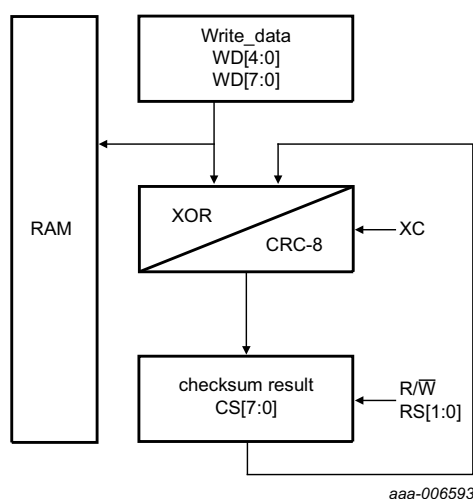 Write_data
WD[4:0]
WD[7:0]
RAM
XOR
CRC-8
XC
checksum result
CS[7:0]
R/W̅
RS[1:0]
aaa-006593